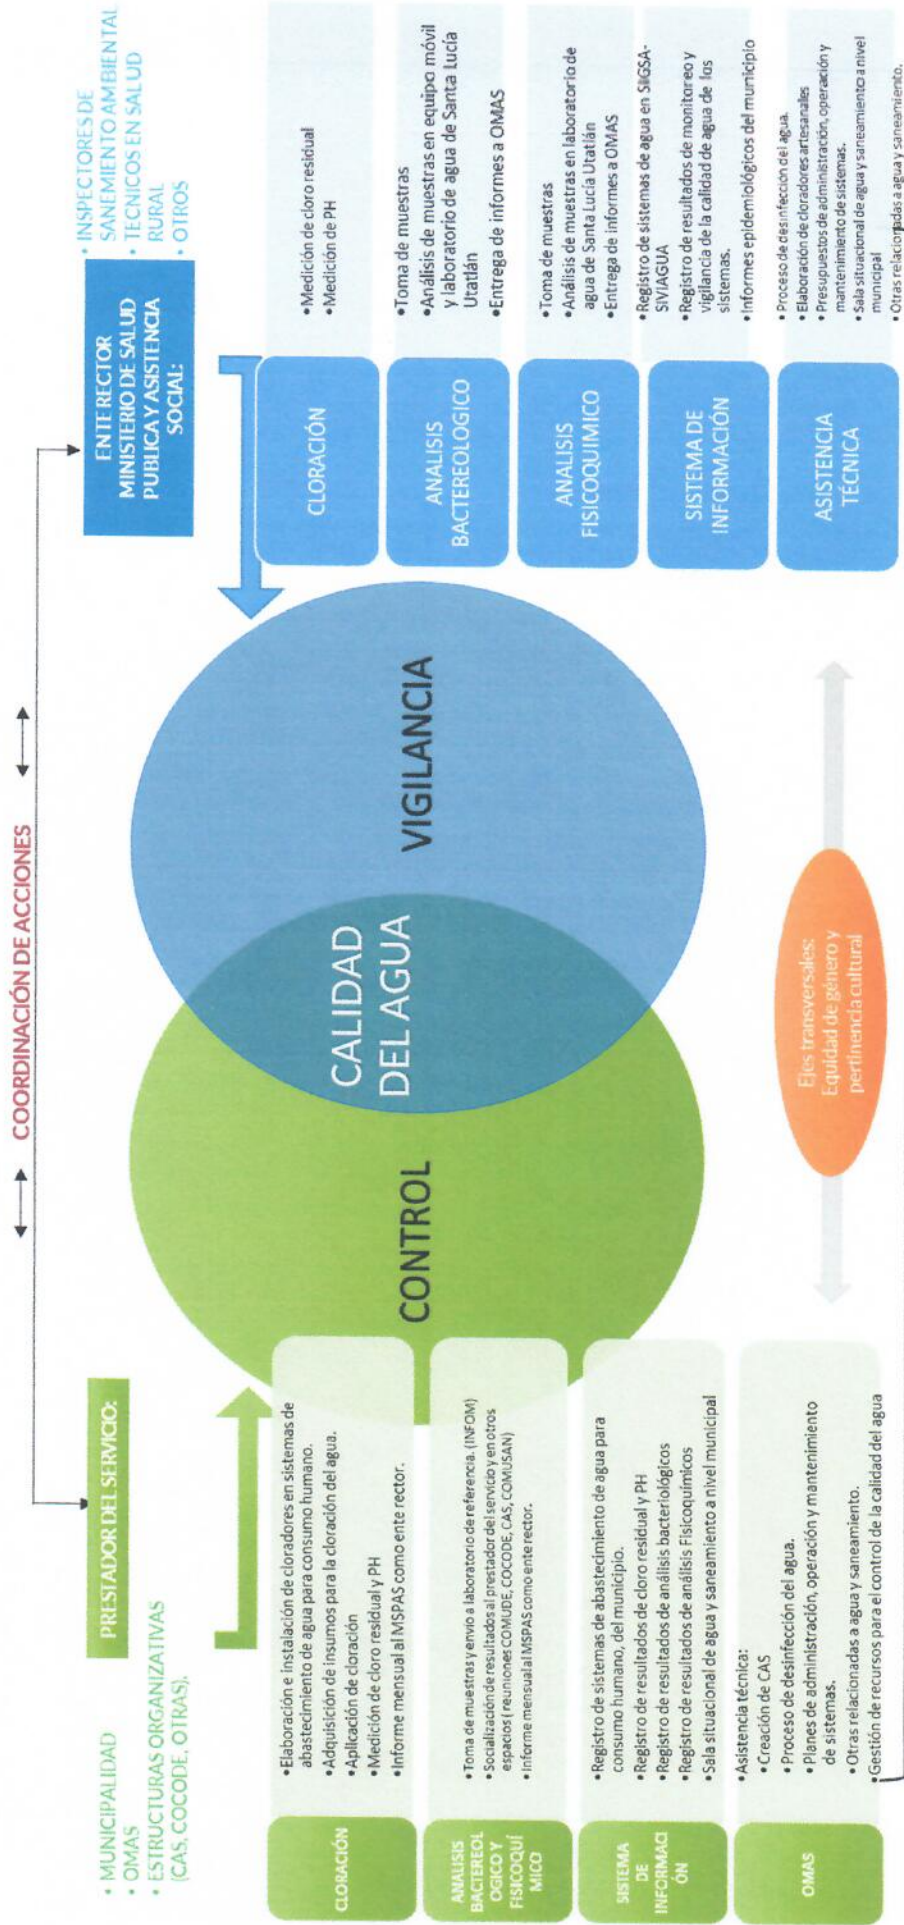 COORDINACIÓN DE ACCIONES
PRESTADOR DEL SERVICIO:
• MUNICIPALIDAD
• OMAS
• ESTRUCTURAS ORGANIZATIVAS
(CAS, COCODE, OTRAS).
CLORACIÓN
•Elaboración e instalación de cloradores en sistemas de
abastecimiento de agua para consumo humano.
•Adquisición de insumos para la cloración del agua.
•Aplicación de cloración
•Medición de cloro residual y PH
•Informe mensual al MSPAS como ente rector.
ANALISIS
BACTEREOL
OGICO Y
FISICOQUÍ
MICO
•Toma de muestras y envio a laboratorio de referencia. (INFOM)
•Socialización de resultados al prestador del servicio y en otros
espacios (reuniones COMUDE, COCODE, CAS, COMUSAN)
•Informe mensual al MSPAS como ente rector.
SISTEMA
DE
INFORMACI
ÓN
•Registro de sistemas de abastecimiento de agua para
consumo humano, del municipio.
•Registro de resultados de cloro residual y PH
•Registro de resultados de análisis bacteriológicos
•Registro de resultados de análisis Fisicoquímicos
•Sala situacional de agua y saneamiento a nivel municipal
OMAS
•Asistencia técnica:
•Creación de CAS
•Proceso de desinfección del agua.
•Planes de administración, operación y mantenimiento
de sistemas.
•Otras relacionadas a agua y saneamiento.
•Gestión de recursos para el control de la calidad del agua
CONTROL
CALIDAD
DEL AGUA
VIGILANCIA
Ejes transversales:
Equidad de género y
pertinencia cultural
ENTE RECTOR
MINISTERIO DE SALUD
PUBLICA Y ASISTENCIA
SOCIAL:
• INSPECTORES DE
SANEMIENTO AMBIENTAL
• TECNICOS EN SALUD
RURAL
• OTROS
CLORACIÓN
•Medición de cloro residual
•Medición de PH
ANALISIS
BACTEREOLOGICO
•Toma de muestras
•Análisis de muestras en equipo móvil
y laboratorio de agua de Santa Lucía
Utatlán
•Entrega de informes a OMAS
ANALISIS
FISICOQUIMICO
•Toma de muestras
•Análisis de muestras en laboratorio de
agua de Santa Lucía Utatlán
•Entrega de informes a OMAS
SISTEMA DE
INFORMACIÓN
•Registro de sistemas de agua en SIGSA-
SIVIAGUA
•Registro de resultados de monitoreo y
vigilancia de la calidad de agua de los
sistemas.
•Informes epidemiológicos del municipio
ASISTENCIA
TÉCNICA
•Proceso de desinfección del agua.
•Elaboración de cloradores artesanales
•Presupuestos de administración, operación y
mantenimiento de sistemas.
•Sala situacional de agua y saneamiento a nivel
municipal
•Otras relacionadas a agua y saneamiento.